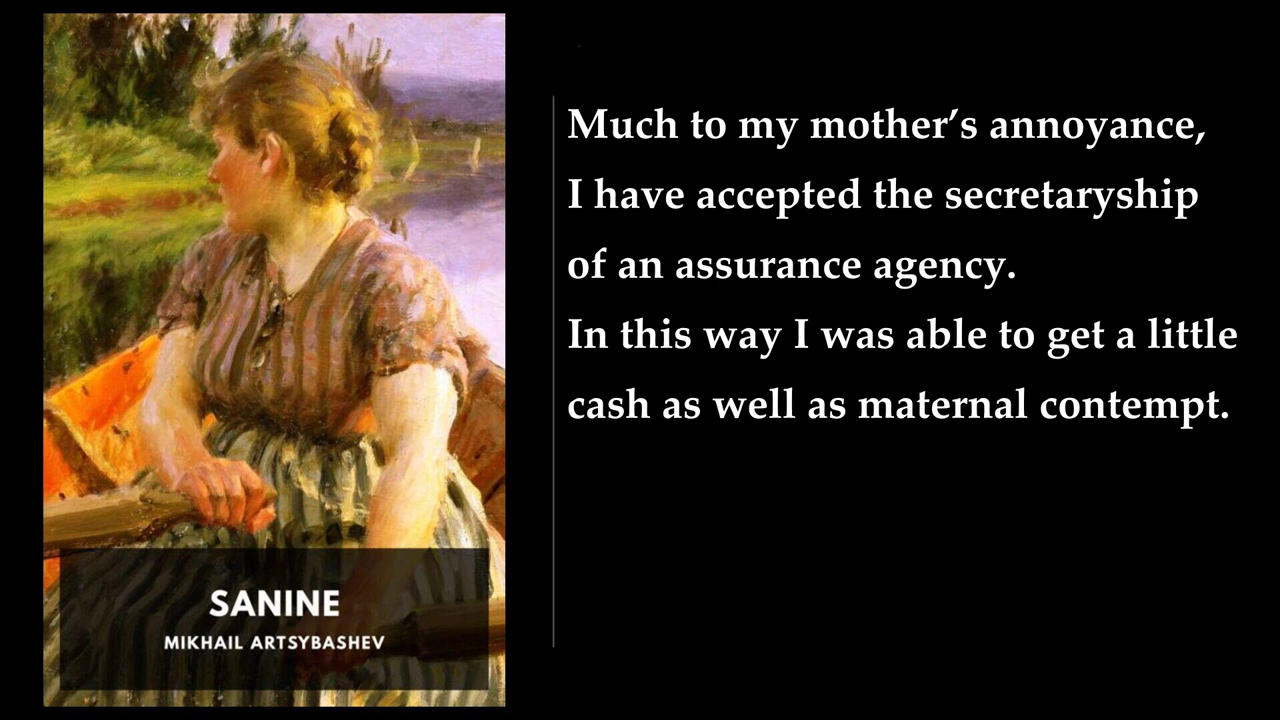 SANINE
MIKHAIL ARTSYBASHEV
Much to my mother’s annoyance,
I have accepted the secretaryship
of an assurance agency.
In this way I was able to get a little
cash as well as maternal contempt.